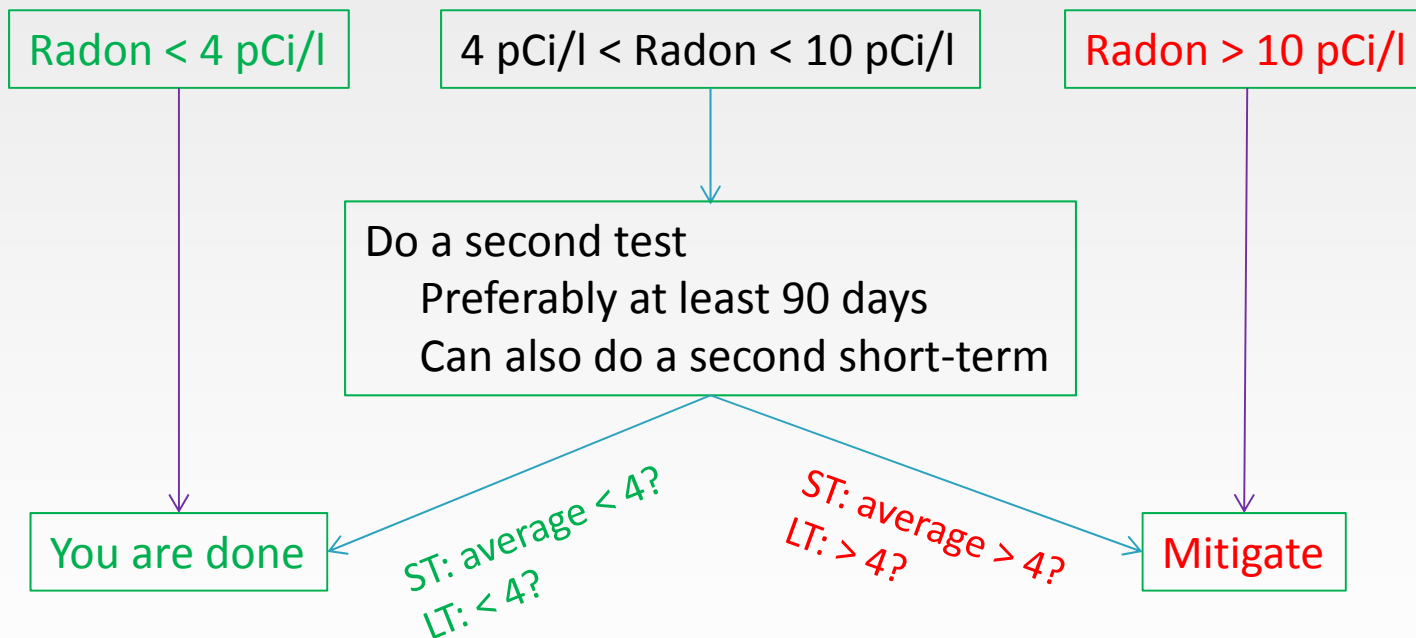 Radon < 4 pCi/l
4 pCi/l < Radon < 10 pCi/l
Radon > 10 pCi/l
Do a second test
Preferably at least 90 days
Can also do a second short-term
ST: average < 4?
LT: < 4?
ST: average > 4?
LT: > 4?
You are done
Mitigate